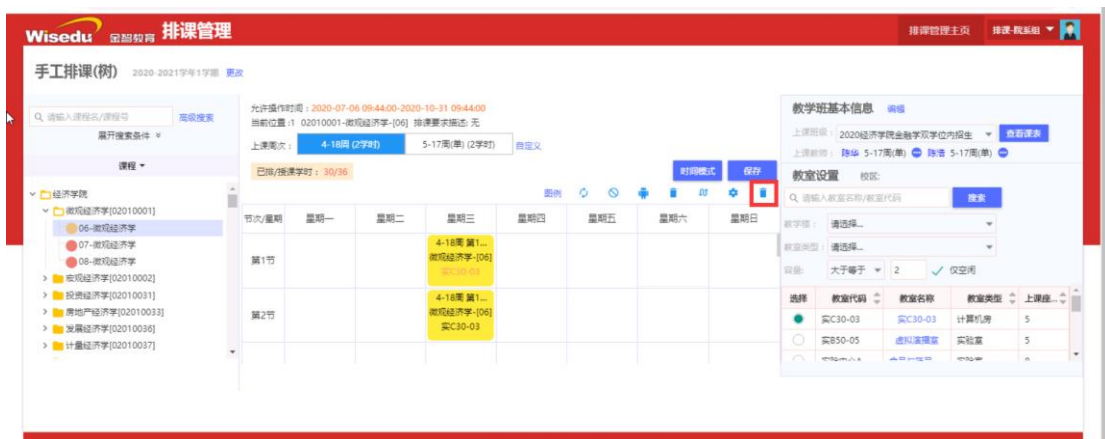 Wisedu 金智教育 排课管理 排课管理主页 排课-院系组
手工排课(树) 2020-2021学年1学期 更改
请输入课程名/课程号 高级搜索
展开搜索条件
课程
经济学院
微观经济学[02010001]
06-微观经济学
07-微观经济学
08-微观经济学
宏观经济学[02010002]
投资经济学[02010031]
房地产经济学[02010033]
发展经济学[02010036]
计量经济学[02010037]
允许操作时间：2020-07-06 09:44:00-2020-10-31 09:44:00
当前位置:1 02010001-微观经济学-[06] 排课要求描述: 无
上课周次： 4-18周 (2学时) 5-17周(单) (2学时) 自定义
已排/授课学时：30/36 时间模式 保存
图例
节次/星期 星期一 星期二 星期三 星期四 星期五 星期六 星期日
第1节 4-18周 第1...
微观经济学-[06]
实C30-03
第2节 4-18周 第1...
微观经济学-[06]
实C30-03
教学班基本信息 编辑
上课班级：2020经济学院金融学双学位内招生 查看课表
上课教师：陈华 5-17周(单) 陈浩 5-17周(单)
教室设置 校区:
请输入教室名称/教室代码 搜索
教学楼：请选择...
教室类型：请选择...
容量: 大于等于 2 仅空闲
选择 教室代码 教室名称 教室类型 上课座...
实C30-03 实C30-03 计算机房 5
实B50-05 虚拟演播室 实验室 5